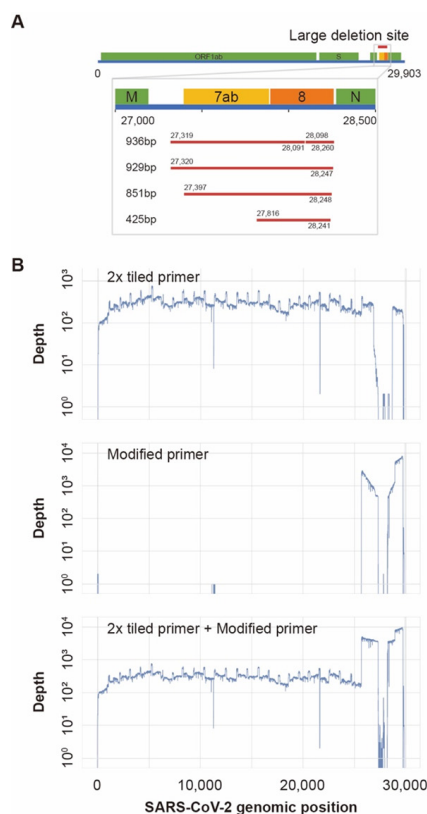 A
Large deletion site
ORF1ab
S
0
29,903
M
7ab
8
N
27,000
28,500
936bp
27,319
28,098
28,091
28,260
929bp
27,320
28,247
851bp
27,397
28,248
425bp
27,816
28,241
B
2x tiled primer
Depth
10³
10²
10¹
10⁰
Modified primer
Depth
10⁴
10³
10²
10¹
10⁰
2x tiled primer + Modified primer
Depth
10⁴
10³
10²
10¹
10⁰
0
10,000
20,000
30,000
SARS-CoV-2 genomic position